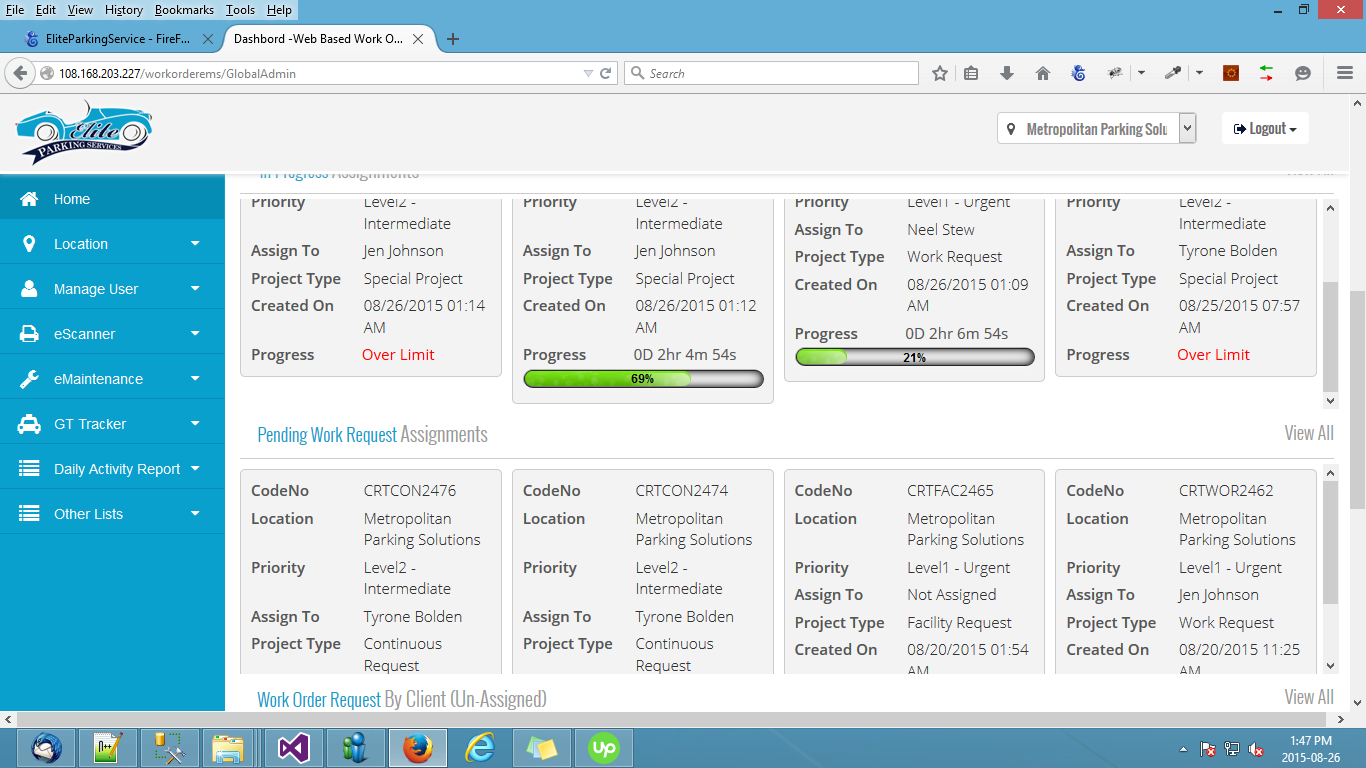 File Edit View History Bookmarks Tools Help
EliteParkingService - FireF...
Dashbord -Web Based Work O...
108.168.203.227/workorderems/GlobalAdmin
Search
Elite
PARKING SERVICES
Metropolitan Parking Solu
Logout
Home
Location
Manage User
eScanner
eMaintenance
GT Tracker
Daily Activity Report
Other Lists
In Progress Assignments
View All
Priority
Level2 -
Intermediate
Assign To
Jen Johnson
Project Type
Special Project
Created On
08/26/2015 01:14
AM
Progress
Over Limit
Priority
Level2 -
Intermediate
Assign To
Jen Johnson
Project Type
Special Project
Created On
08/26/2015 01:12
AM
Progress
0D 2hr 4m 54s
69%
Priority
Level1 - Urgent
Assign To
Neel Stew
Project Type
Work Request
Created On
08/26/2015 01:09
AM
Progress
0D 2hr 6m 54s
21%
Priority
Level2 -
Intermediate
Assign To
Tyrone Bolden
Project Type
Special Project
Created On
08/25/2015 07:57
AM
Progress
Over Limit
Pending Work Request Assignments
View All
CodeNo
CRTCON2476
Location
Metropolitan
Parking Solutions
Priority
Level2 -
Intermediate
Assign To
Tyrone Bolden
Project Type
Continuous
Request
CodeNo
CRTCON2474
Location
Metropolitan
Parking Solutions
Priority
Level2 -
Intermediate
Assign To
Tyrone Bolden
Project Type
Continuous
Request
CodeNo
CRTFAC2465
Location
Metropolitan
Parking Solutions
Priority
Level1 - Urgent
Assign To
Not Assigned
Project Type
Facility Request
Created On
08/20/2015 01:54
AM
CodeNo
CRTWOR2462
Location
Metropolitan
Parking Solutions
Priority
Level1 - Urgent
Assign To
Jen Johnson
Project Type
Work Request
Created On
08/20/2015 11:25
AM
Work Order Request By Client (Un-Assigned)
View All
Up
1:47 PM
2015-08-26